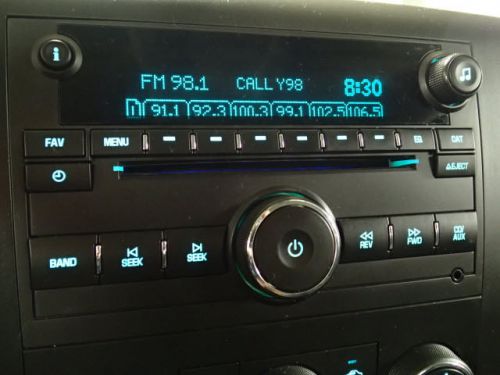 i
FM 98.1 CALL Y98 8:30
1 91.1 92.3 100.3 99.1 102.5 106.5
FAV MENU EQ CAT
EJECT
BAND SEEK SEEK REV FWD CD/AUX